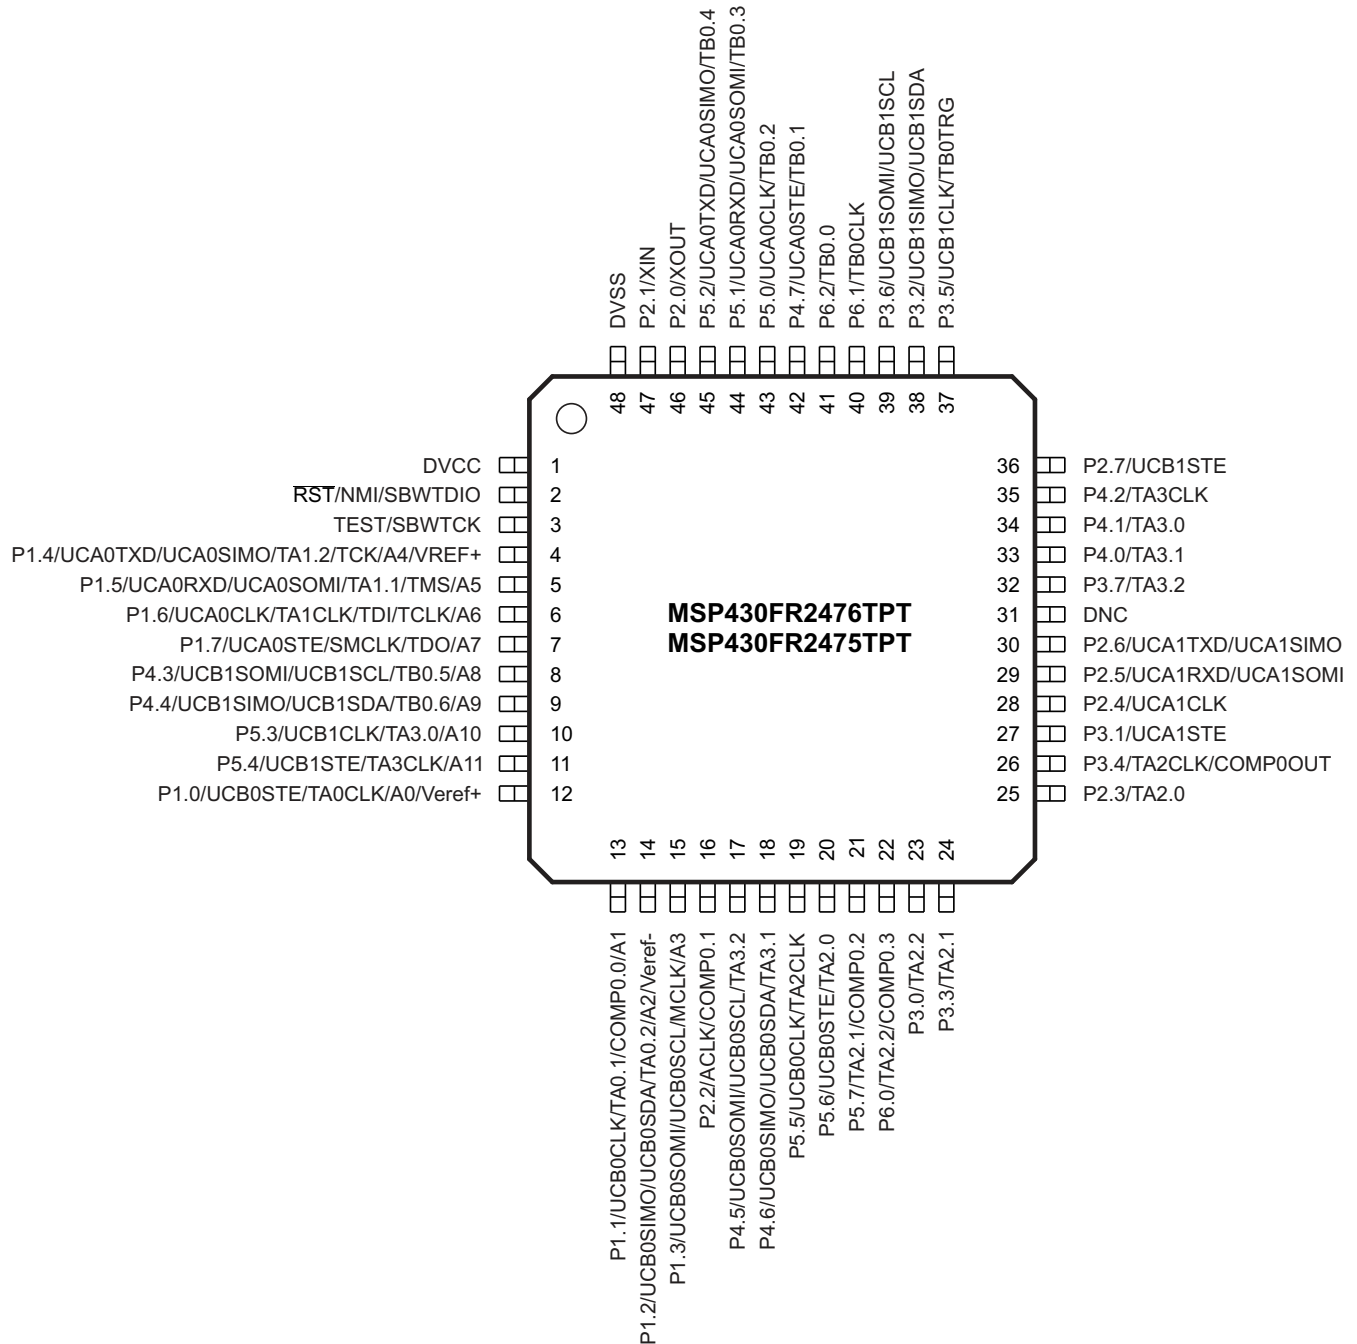 DVSS
P2.1/XIN
P2.0/XOUT
P5.2/UCA0TXD/UCA0SIMO/TB0.4
P5.1/UCA0RXD/UCA0SOMI/TB0.3
P5.0/UCA0CLK/TB0.2
P4.7/UCA0STE/TB0.1
P6.2/TB0.0
P6.1/TB0CLK
P3.6/UCB1SOMI/UCB1SCL
P3.2/UCB1SIMO/UCB1SDA
P3.5/UCB1CLK/TB0TRG
48
47
46
45
44
43
42
41
40
39
38
37
DVCC 1
RST/NMI/SBWTDIO 2
TEST/SBWTCK 3
P1.4/UCA0TXD/UCA0SIMO/TA1.2/TCK/A4/VREF+ 4
P1.5/UCA0RXD/UCA0SOMI/TA1.1/TMS/A5 5
P1.6/UCA0CLK/TA1CLK/TDI/TCLK/A6 6
P1.7/UCA0STE/SMCLK/TDO/A7 7
P4.3/UCB1SOMI/UCB1SCL/TB0.5/A8 8
P4.4/UCB1SIMO/UCB1SDA/TB0.6/A9 9
P5.3/UCB1CLK/TA3.0/A10 10
P5.4/UCB1STE/TA3CLK/A11 11
P1.0/UCB0STE/TA0CLK/A0/Veref+ 12
MSP430FR2476TPT
MSP430FR2475TPT
36 P2.7/UCB1STE
35 P4.2/TA3CLK
34 P4.1/TA3.0
33 P4.0/TA3.1
32 P3.7/TA3.2
31 DNC
30 P2.6/UCA1TXD/UCA1SIMO
29 P2.5/UCA1RXD/UCA1SOMI
28 P2.4/UCA1CLK
27 P3.1/UCA1STE
26 P3.4/TA2CLK/COMP0OUT
25 P2.3/TA2.0
13
14
15
16
17
18
19
20
21
22
23
24
P1.1/UCB0CLK/TA0.1/COMP0.0/A1
P1.2/UCB0SIMO/UCB0SDA/TA0.2/A2/Veref-
P1.3/UCB0SOMI/UCB0SCL/MCLK/A3
P2.2/ACLK/COMP0.1
P4.5/UCB0SOMI/UCB0SCL/TA3.2
P4.6/UCB0SIMO/UCB0SDA/TA3.1
P5.5/UCB0CLK/TA2CLK
P5.6/UCB0STE/TA2.0
P5.7/TA2.1/COMP0.2
P6.0/TA2.2/COMP0.3
P3.0/TA2.2
P3.3/TA2.1